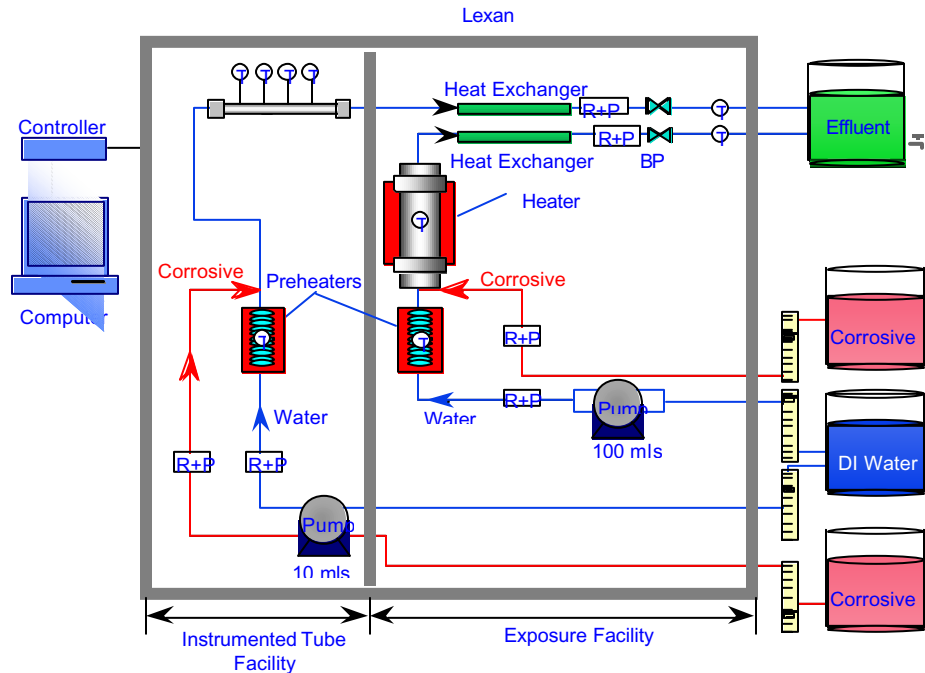 Lexan
Controller
Computer
Heat Exchanger
R+P
T
T
T
T
T
Effluent
Heat Exchanger
R+P
BP
T
T
Heater
Corrosive
Preheaters
Corrosive
T
T
R+P
Corrosive
Water
Water
R+P
Pump
100 mls
DI Water
R+P
R+P
Pump
10 mls
Corrosive
Instrumented Tube
Facility
Exposure Facility